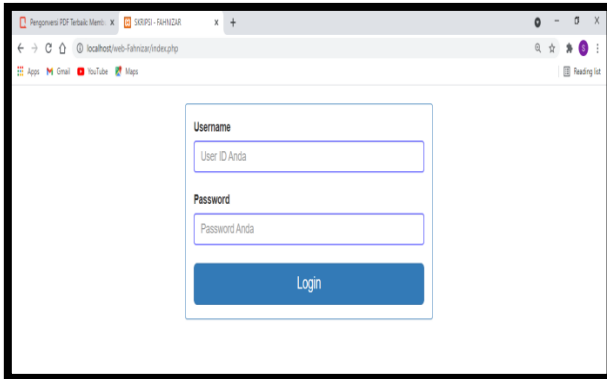 Pengonversi PDF Terbaik: Memb
SKRIPSI - FAHNIZAR
localhost/web-Fahnizar/index.php
Apps
Gmail
YouTube
Maps
Reading list
Username
User ID Anda
Password
Password Anda
Login